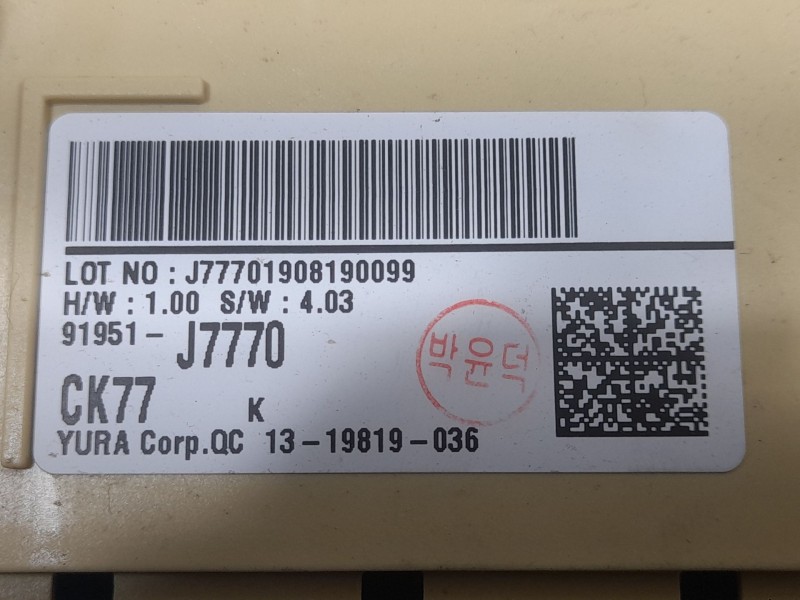 LOT NO : J77701908190099
H/W : 1.00 S/W : 4.03
91951- J7770
박윤덕
CK77 K
YURA Corp.QC 13-19819-036